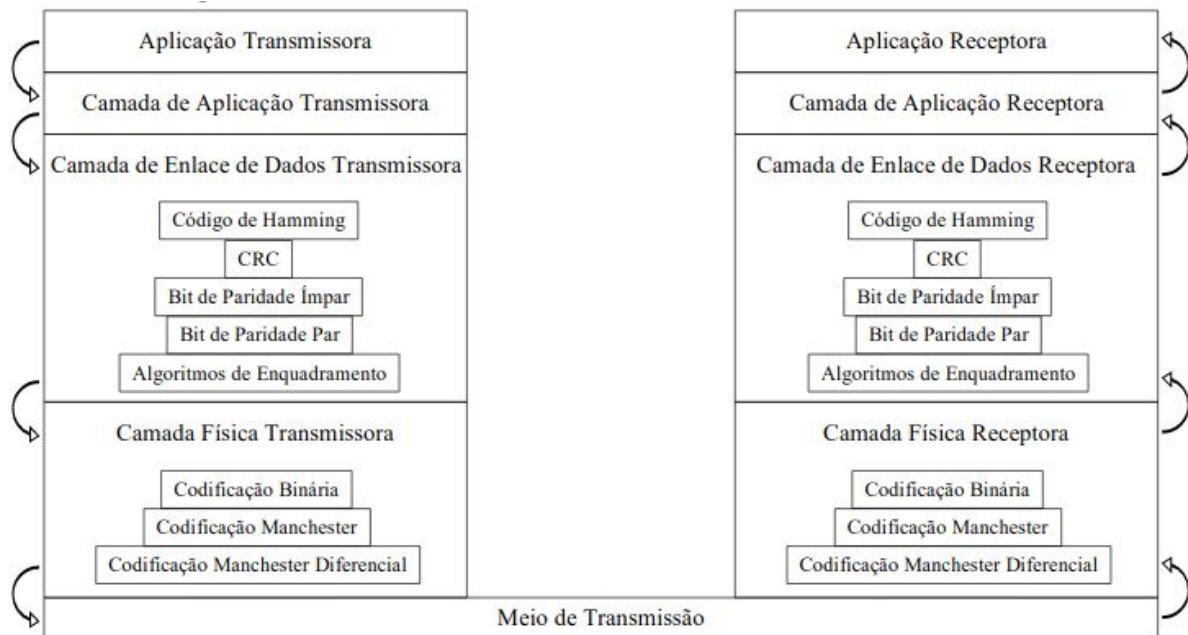 Aplicação Transmissora
Camada de Aplicação Transmissora
Camada de Enlace de Dados Transmissora
Código de Hamming
CRC
Bit de Paridade Ímpar
Bit de Paridade Par
Algoritmos de Enquadramento
Camada Física Transmissora
Codificação Binária
Codificação Manchester
Codificação Manchester Diferencial
Aplicação Receptora
Camada de Aplicação Receptora
Camada de Enlace de Dados Receptora
Código de Hamming
CRC
Bit de Paridade Ímpar
Bit de Paridade Par
Algoritmos de Enquadramento
Camada Física Receptora
Codificação Binária
Codificação Manchester
Codificação Manchester Diferencial
Meio de Transmissão